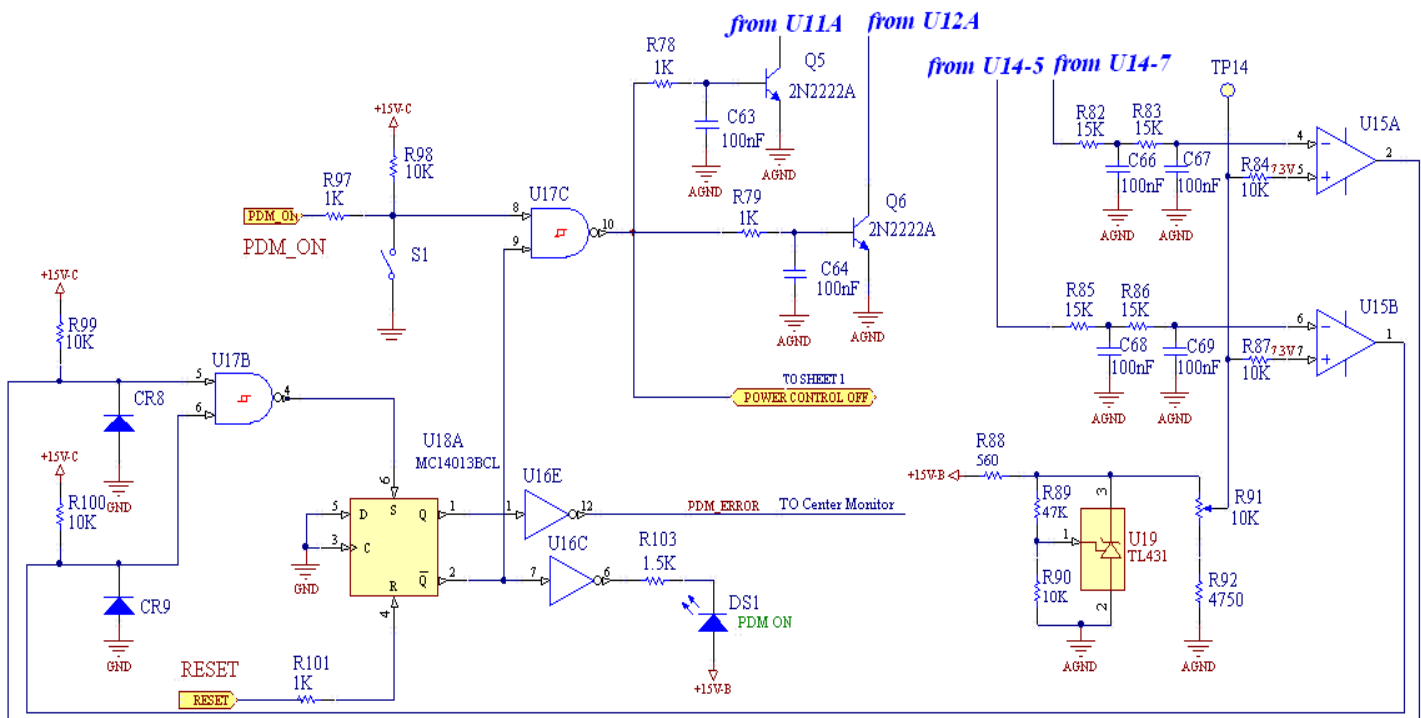 from U11A
from U12A
from U14-5
from U14-7
R78
1K
Q5
2N2222A
C63
100nF
AGND
+15V-C
R98
10K
R97
1K
PDM_ON
PDM_ON
S1
U17C
8
9
10
R79
1K
Q6
2N2222A
C64
100nF
AGND
AGND
TO SHEET 1
POWER CONTROL OFF
TP14
R82
15K
R83
15K
C66
100nF
C67
100nF
AGND
AGND
R84
10K
7.3V
4
5
2
U15A
R85
15K
R86
15K
C68
100nF
C69
100nF
AGND
AGND
R87
10K
7.3V
6
7
1
U15B
+15V-C
R99
10K
U17B
5
6
4
CR8
GND
+15V-C
R100
10K
CR9
GND
U18A
MC14013BCL
6
5
3
4
1
2
D
S
Q
C
Q
R
GND
U16E
1
12
PDM_ERROR
TO Center Monitor
U16C
7
6
R103
1.5K
DS1
PDM ON
+15V-B
RESET
RESET
R101
1K
+15V-B
R88
560
R89
47K
R90
10K
3
1
2
U19
TL431
AGND
R91
10K
R92
4750
AGND